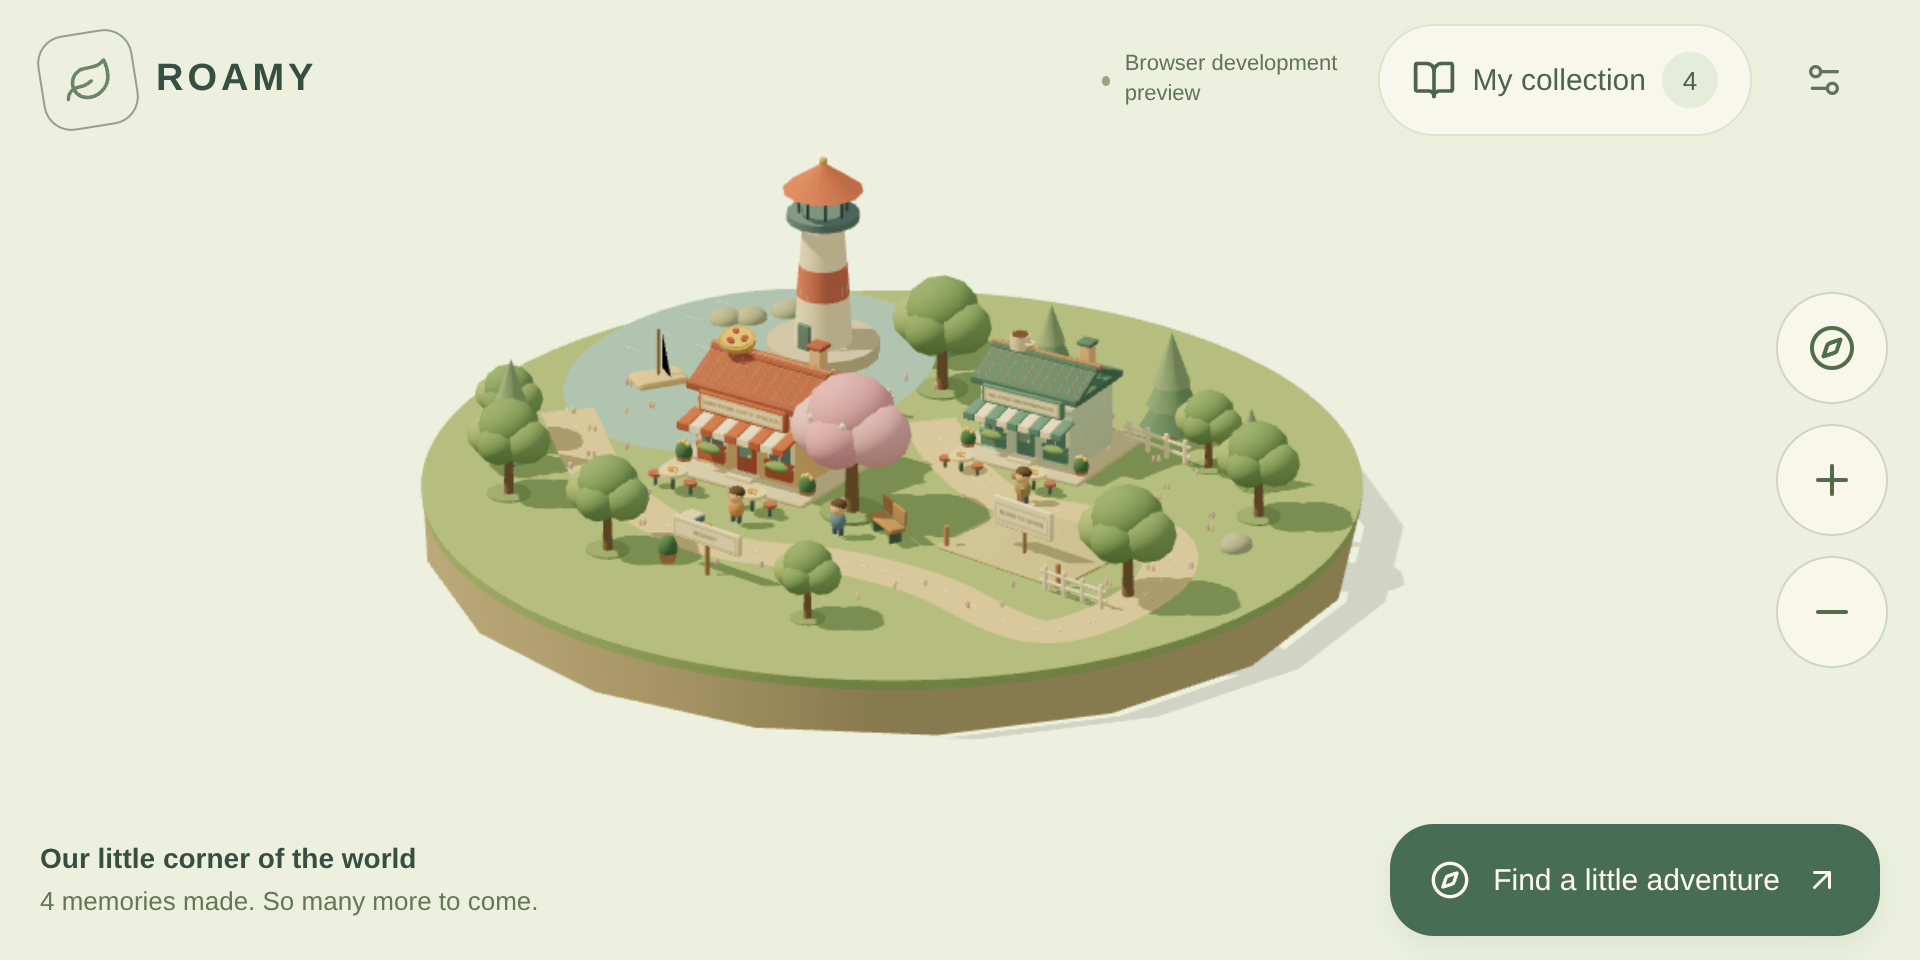 ROAMY
Browser development
preview
My collection
4
Our little corner of the world
4 memories made. So many more to come.
Find a little adventure